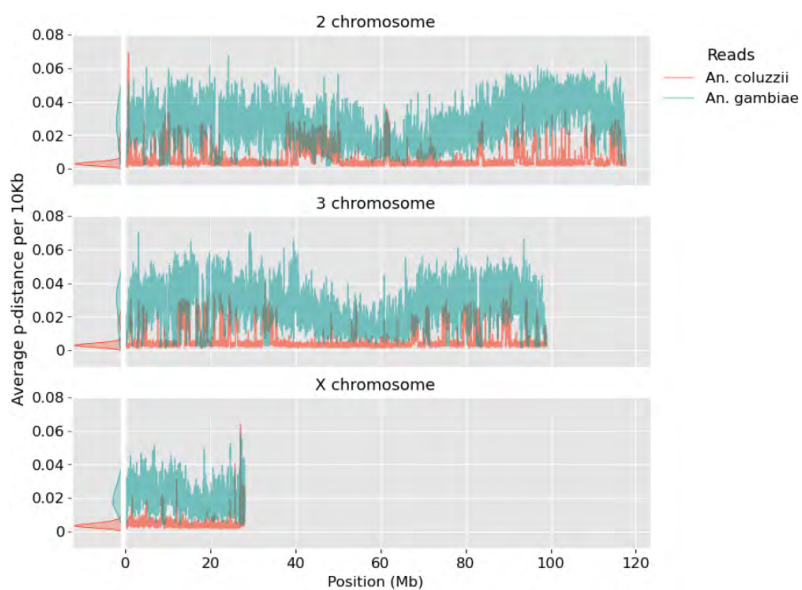 2 chromosome
0.08
0.06
0.04
0.02
0
Reads
An. coluzzii
An. gambiae
Average p-distance per 10Kb
3 chromosome
0.08
0.06
0.04
0.02
0
X chromosome
0.08
0.06
0.04
0.02
0
0 20 40 60 80 100 120
Position (Mb)